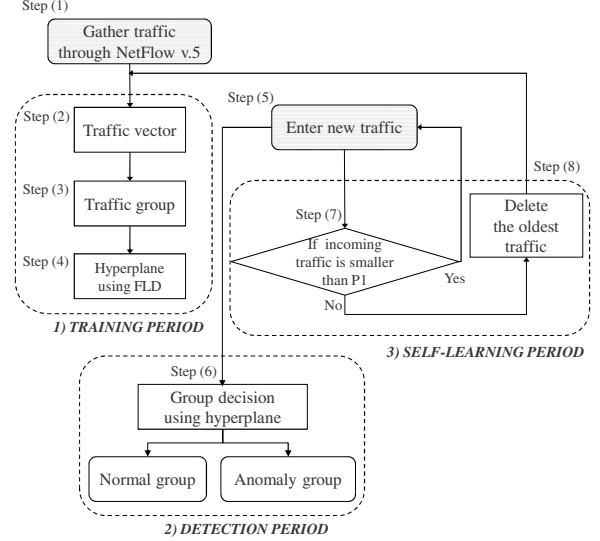 Step (1)
Gather traffic
through NetFlow v.5
Step (2)
Traffic vector
Step (3)
Traffic group
Step (4)
Hyperplane
using FLD
1) TRAINING PERIOD
Step (5)
Enter new traffic
Step (7)
If incoming
traffic is smaller
than P1
Yes
No
Step (8)
Delete
the oldest
traffic
3) SELF-LEARNING PERIOD
Step (6)
Group decision
using hyperplane
Normal group
Anomaly group
2) DETECTION PERIOD